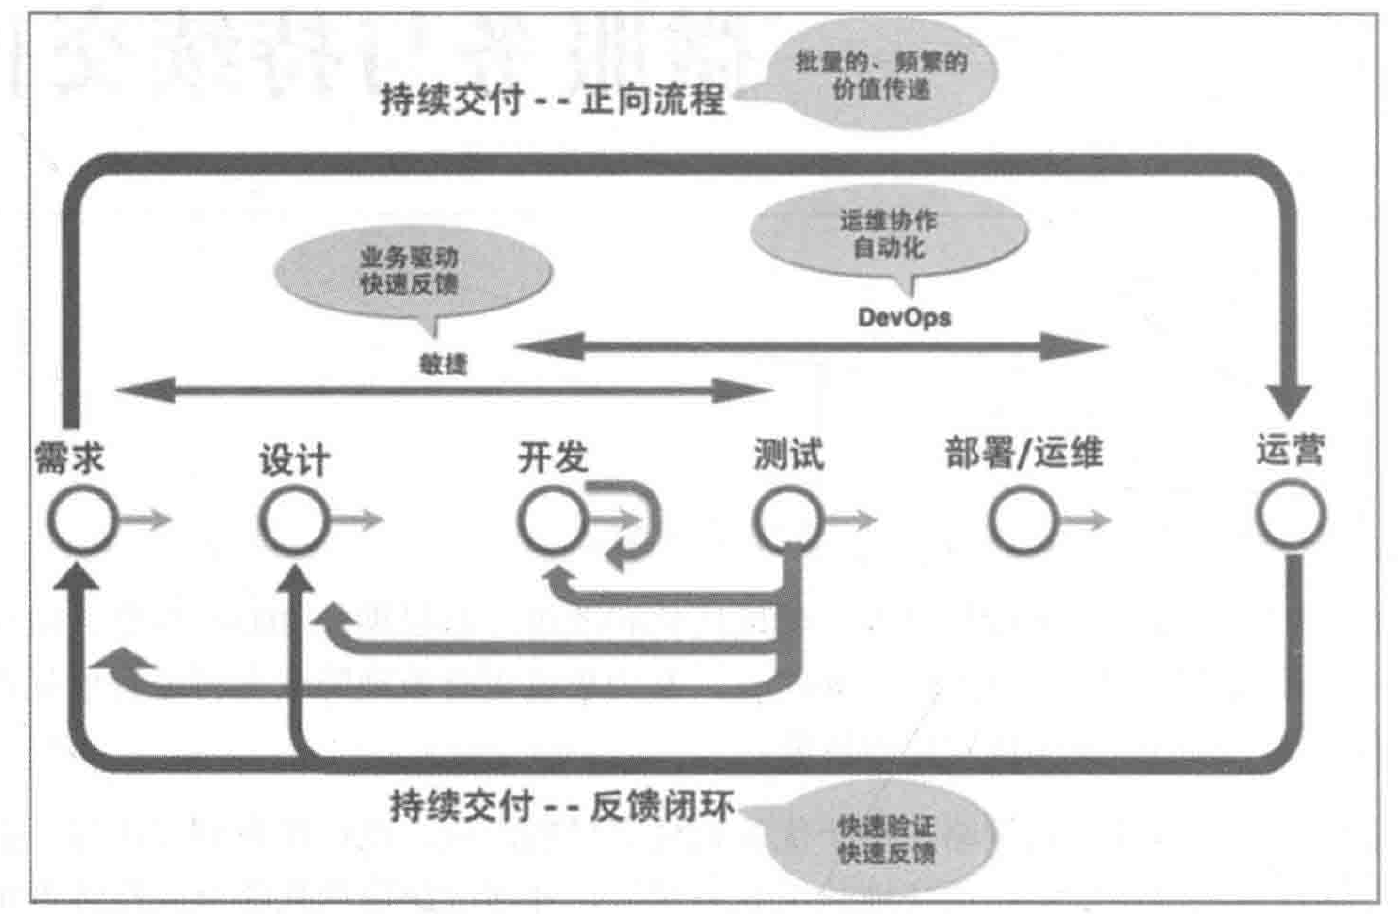 批量的、频繁的
价值传递
持续交付 - - 正向流程
运维协作
自动化
业务驱动
快速反馈
DevOps
敏捷
需求
设计
开发
测试
部署/运维
运营
持续交付 - - 反馈闭环
快速验证
快速反馈